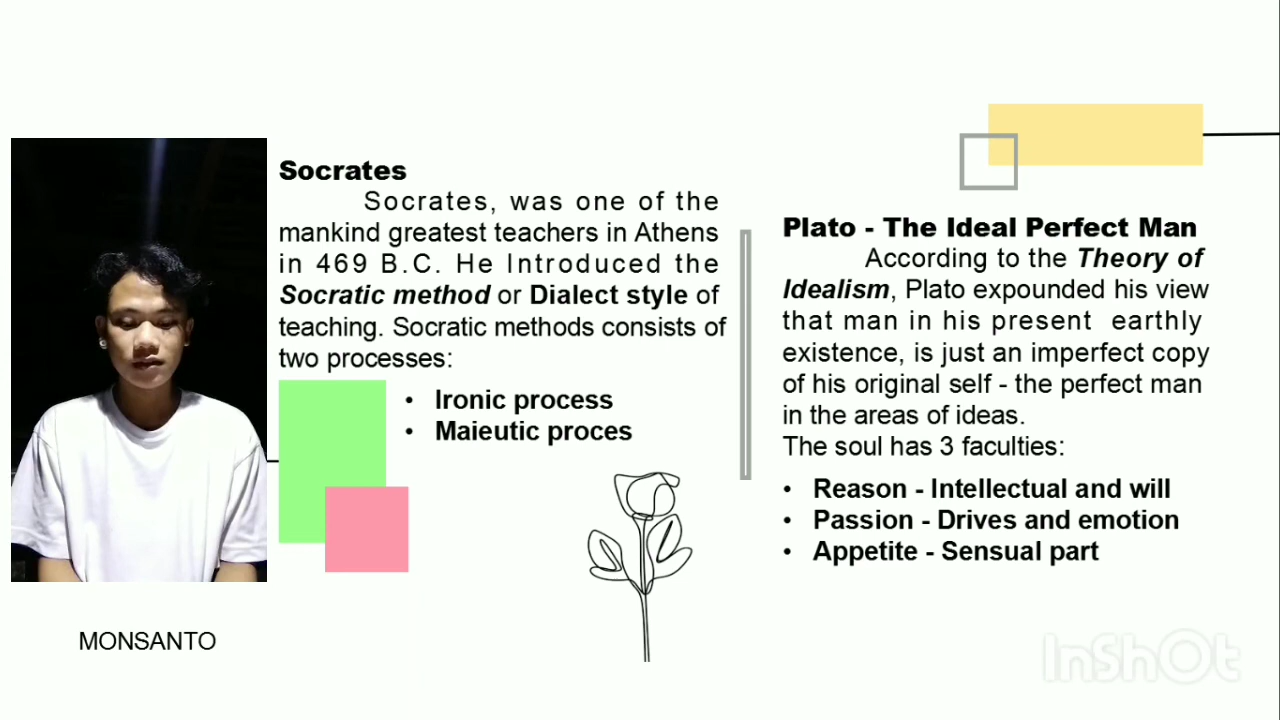 Socrates
Socrates, was one of the
mankind greatest teachers in Athens
in 469 B.C. He Introduced the
Socratic method or Dialect style of
teaching. Socratic methods consists of
two processes:
• Ironic process
• Maieutic proces
Plato - The Ideal Perfect Man
According to the Theory of
Idealism, Plato expounded his view
that man in his present earthly
existence, is just an imperfect copy
of his original self - the perfect man
in the areas of ideas.
The soul has 3 faculties:
• Reason - Intellectual and will
• Passion - Drives and emotion
• Appetite - Sensual part
MONSANTO
InShOt